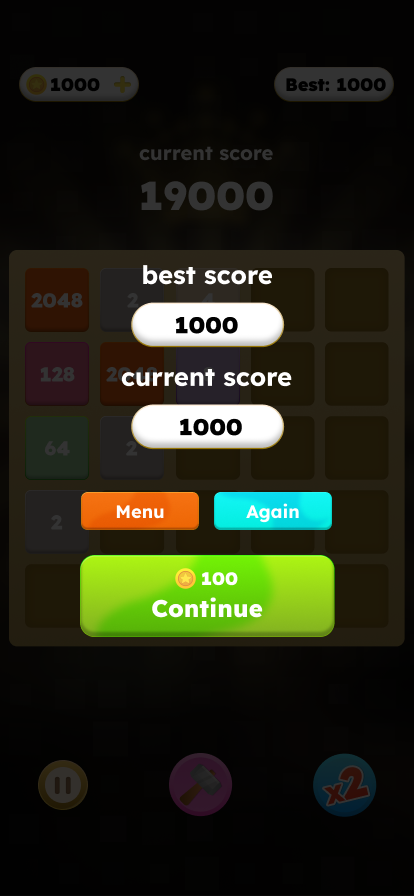 1000
Best: 1000
current score
19000
best score
1000
2048 2
128
current score
1000
64 2
2
Menu Again
100
Continue
x2